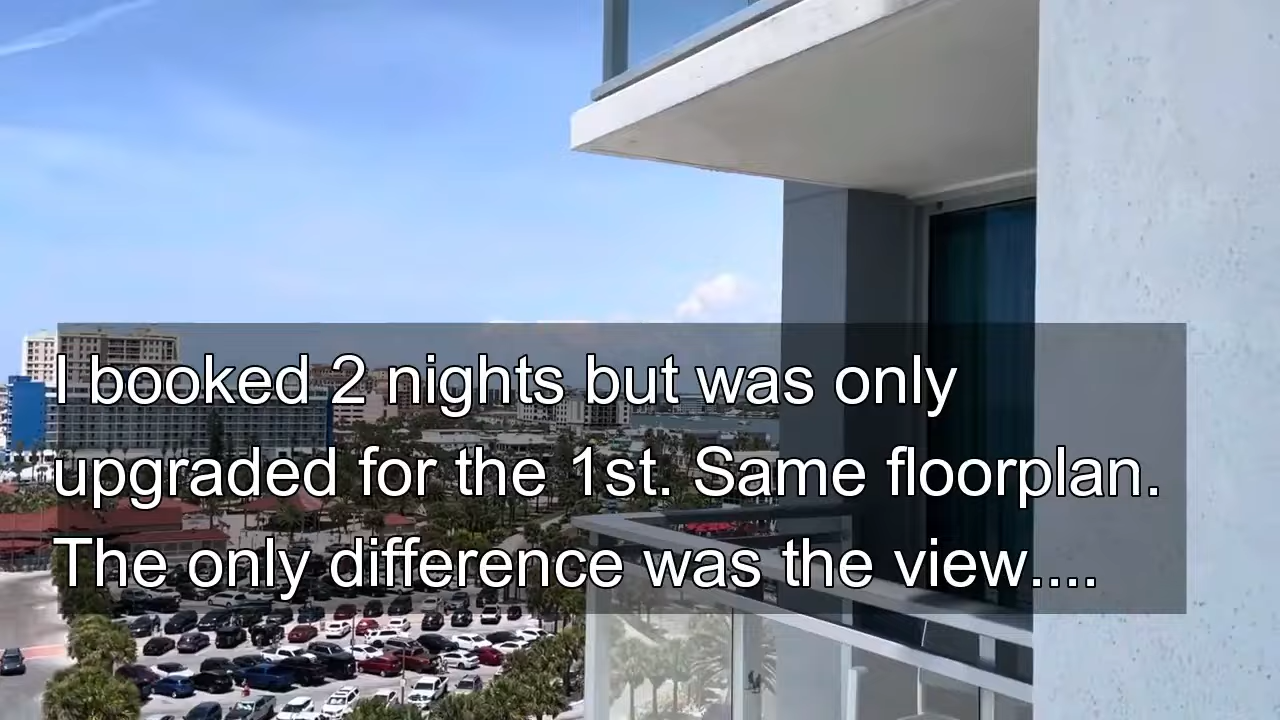 I booked 2 nights but was only
upgraded for the 1st. Same floorplan.
The only difference was the view....